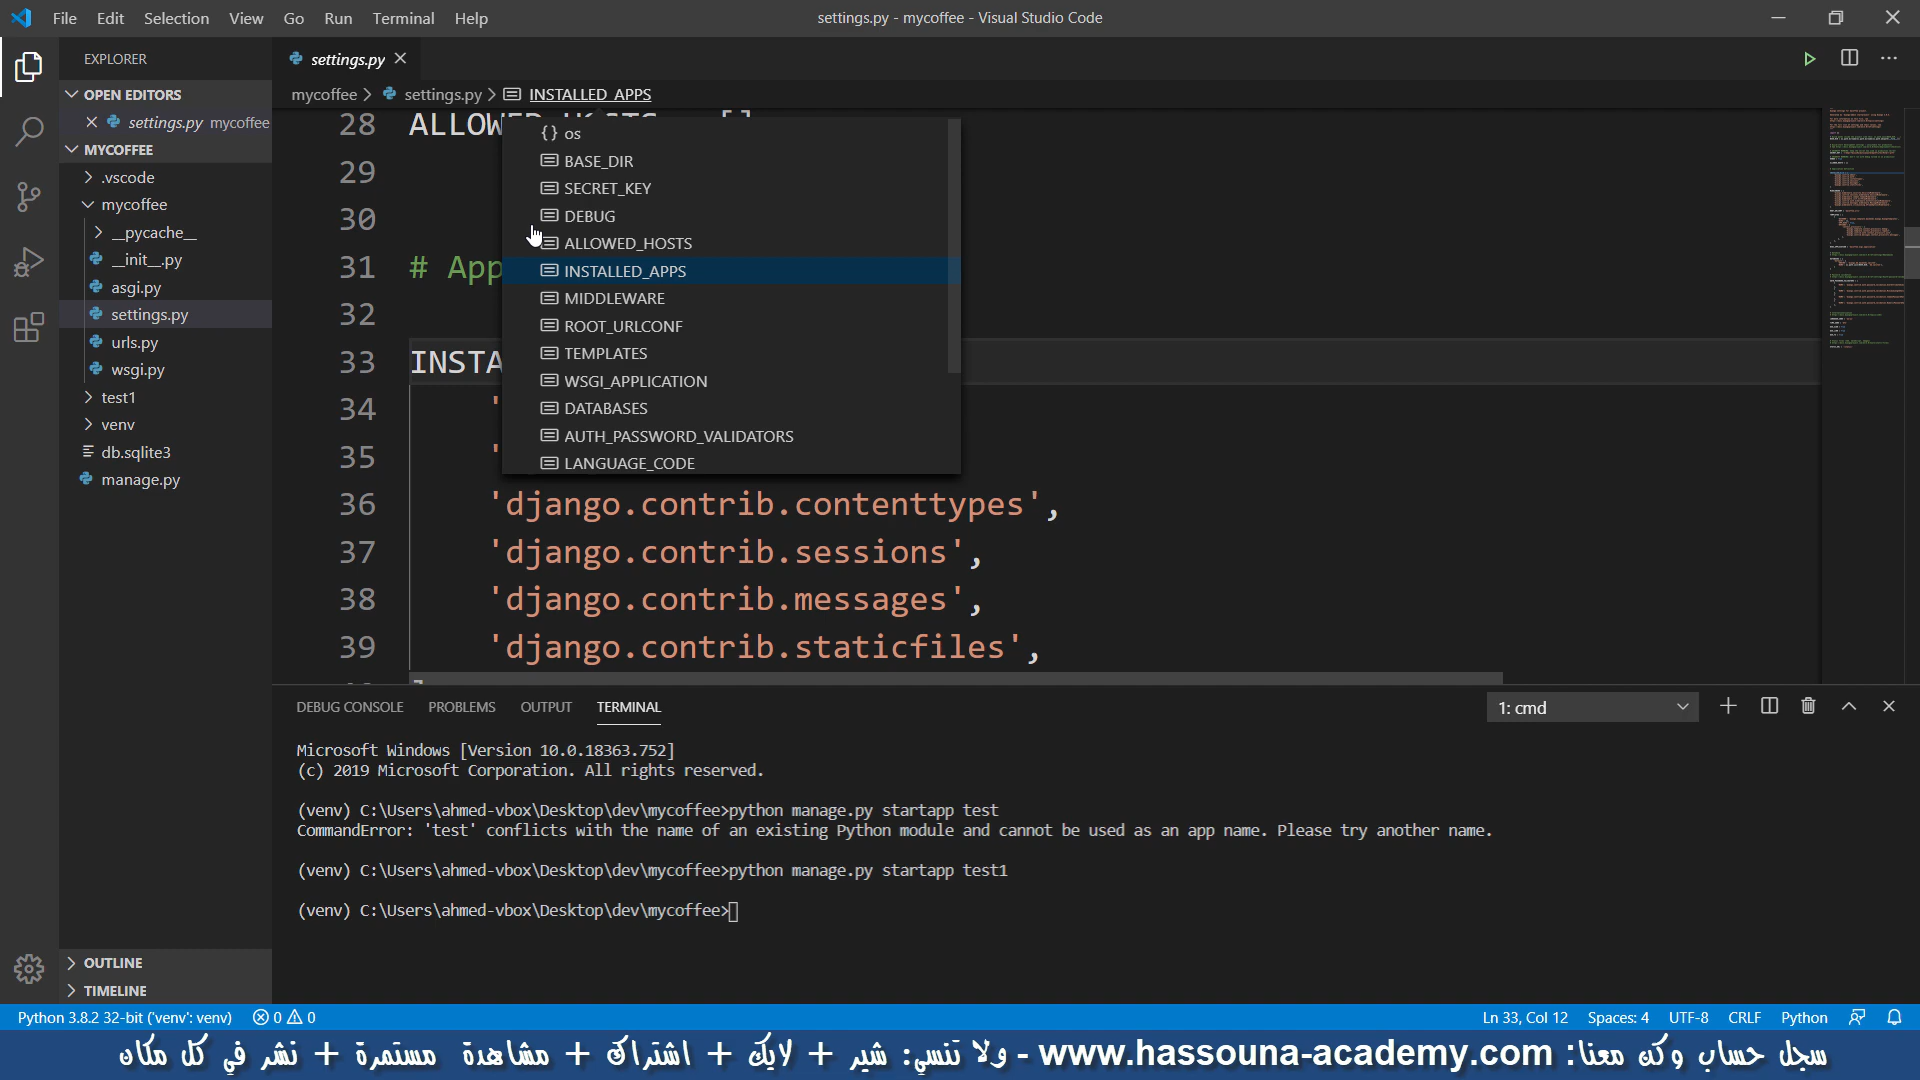 File Edit Selection View Go Run Terminal Help
settings.py - mycoffee - Visual Studio Code
EXPLORER
OPEN EDITORS
settings.py mycoffee
MYCOFFEE
.vscode
mycoffee
__pycache__
__init__.py
asgi.py
settings.py
urls.py
wsgi.py
test1
venv
db.sqlite3
manage.py
OUTLINE
TIMELINE
settings.py
mycoffee > settings.py > INSTALLED_APPS
28 ALLOW
29
30
31 # App
32
33 INSTA
34 '
35 '
36 'django.contrib.contenttypes',
37 'django.contrib.sessions',
38 'django.contrib.messages',
39 'django.contrib.staticfiles',
{} os
BASE_DIR
SECRET_KEY
DEBUG
ALLOWED_HOSTS
INSTALLED_APPS
MIDDLEWARE
ROOT_URLCONF
TEMPLATES
WSGI_APPLICATION
DATABASES
AUTH_PASSWORD_VALIDATORS
LANGUAGE_CODE
DEBUG CONSOLE PROBLEMS OUTPUT TERMINAL
1: cmd
Microsoft Windows [Version 10.0.18363.752]
(c) 2019 Microsoft Corporation. All rights reserved.
(venv) C:\Users\ahmed-vbox\Desktop\dev\mycoffee>python manage.py startapp test
CommandError: 'test' conflicts with the name of an existing Python module and cannot be used as an app name. Please try another name.
(venv) C:\Users\ahmed-vbox\Desktop\dev\mycoffee>python manage.py startapp test1
(venv) C:\Users\ahmed-vbox\Desktop\dev\mycoffee>
Python 3.8.2 32-bit ('venv': venv) 0 0
Ln 33, Col 12 Spaces: 4 UTF-8 CRLF Python
سجل حساب وكن معنا: www.hassouna-academy.com - ولا تنسى: شير + لايك + اشتراك + مشاهدة مستمرة + نشر في كل مكان